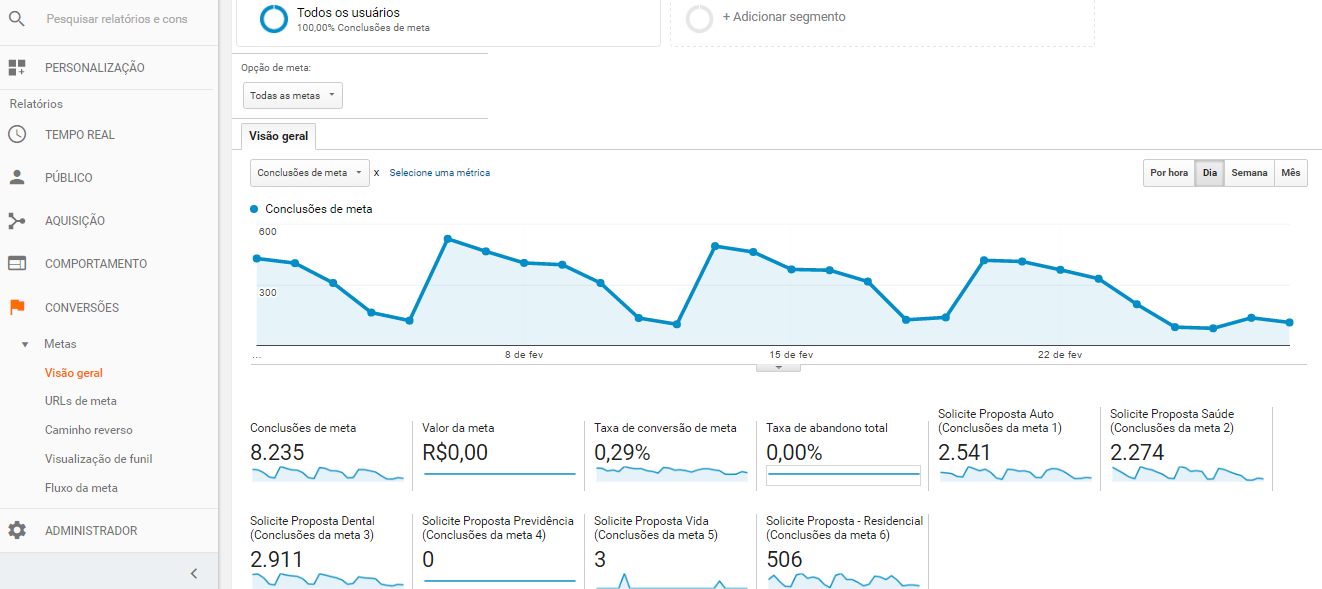 Pesquisar relatórios e cons
PERSONALIZAÇÃO
Relatórios
TEMPO REAL
PÚBLICO
AQUISIÇÃO
COMPORTAMENTO
CONVERSÕES
Metas
Visão geral
URLs de meta
Caminho reverso
Visualização de funil
Fluxo da meta
ADMINISTRADOR
Todos os usuários
100,00% Conclusões de meta
+ Adicionar segmento
Opção de meta:
Todas as metas
Visão geral
Conclusões de meta x Selecione uma métrica
Por hora Dia Semana Mês
Conclusões de meta
600
300
... 8 de fev 15 de fev 22 de fev
Conclusões de meta
8.235
Valor da meta
R$0,00
Taxa de conversão de meta
0,29%
Taxa de abandono total
0,00%
Solicite Proposta Auto
(Conclusões da meta 1)
2.541
Solicite Proposta Saúde
(Conclusões da meta 2)
2.274
Solicite Proposta Dental
(Conclusões da meta 3)
2.911
Solicite Proposta Previdência
(Conclusões da meta 4)
0
Solicite Proposta Vida
(Conclusões da meta 5)
3
Solicite Proposta - Residencial
(Conclusões da meta 6)
506